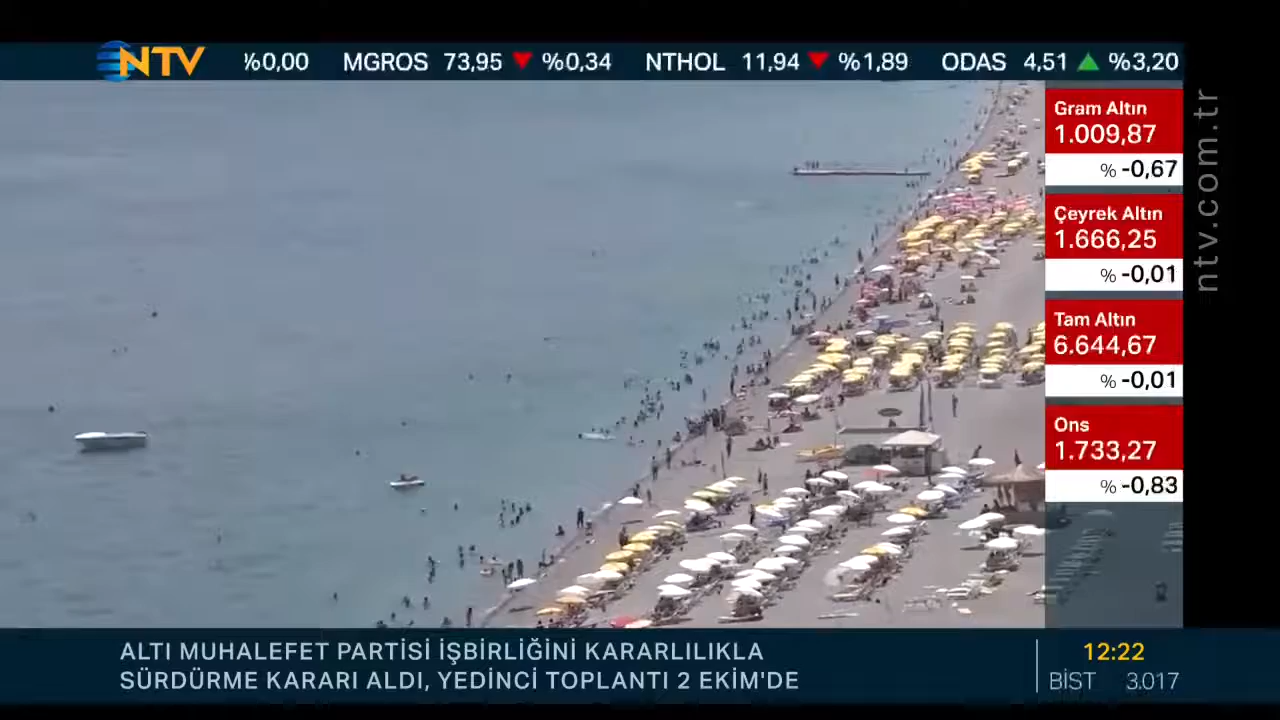 NTV %0,00 MGROS 73,95 %0,34 NTHOL 11,94 %1,89 ODAS 4,51 %3,20
Gram Altın
1.009,87
% -0,67
Çeyrek Altın
1.666,25
% -0,01
Tam Altın
6.644,67
% -0,01
Ons
1.733,27
% -0,83
ntv.com.tr
ALTI MUHALEFET PARTİSİ İŞBİRLİĞİNİ KARARLILIKLA
SÜRDÜRME KARARI ALDI, YEDİNCİ TOPLANTI 2 EKİM'DE
12:22
BİST 3.017